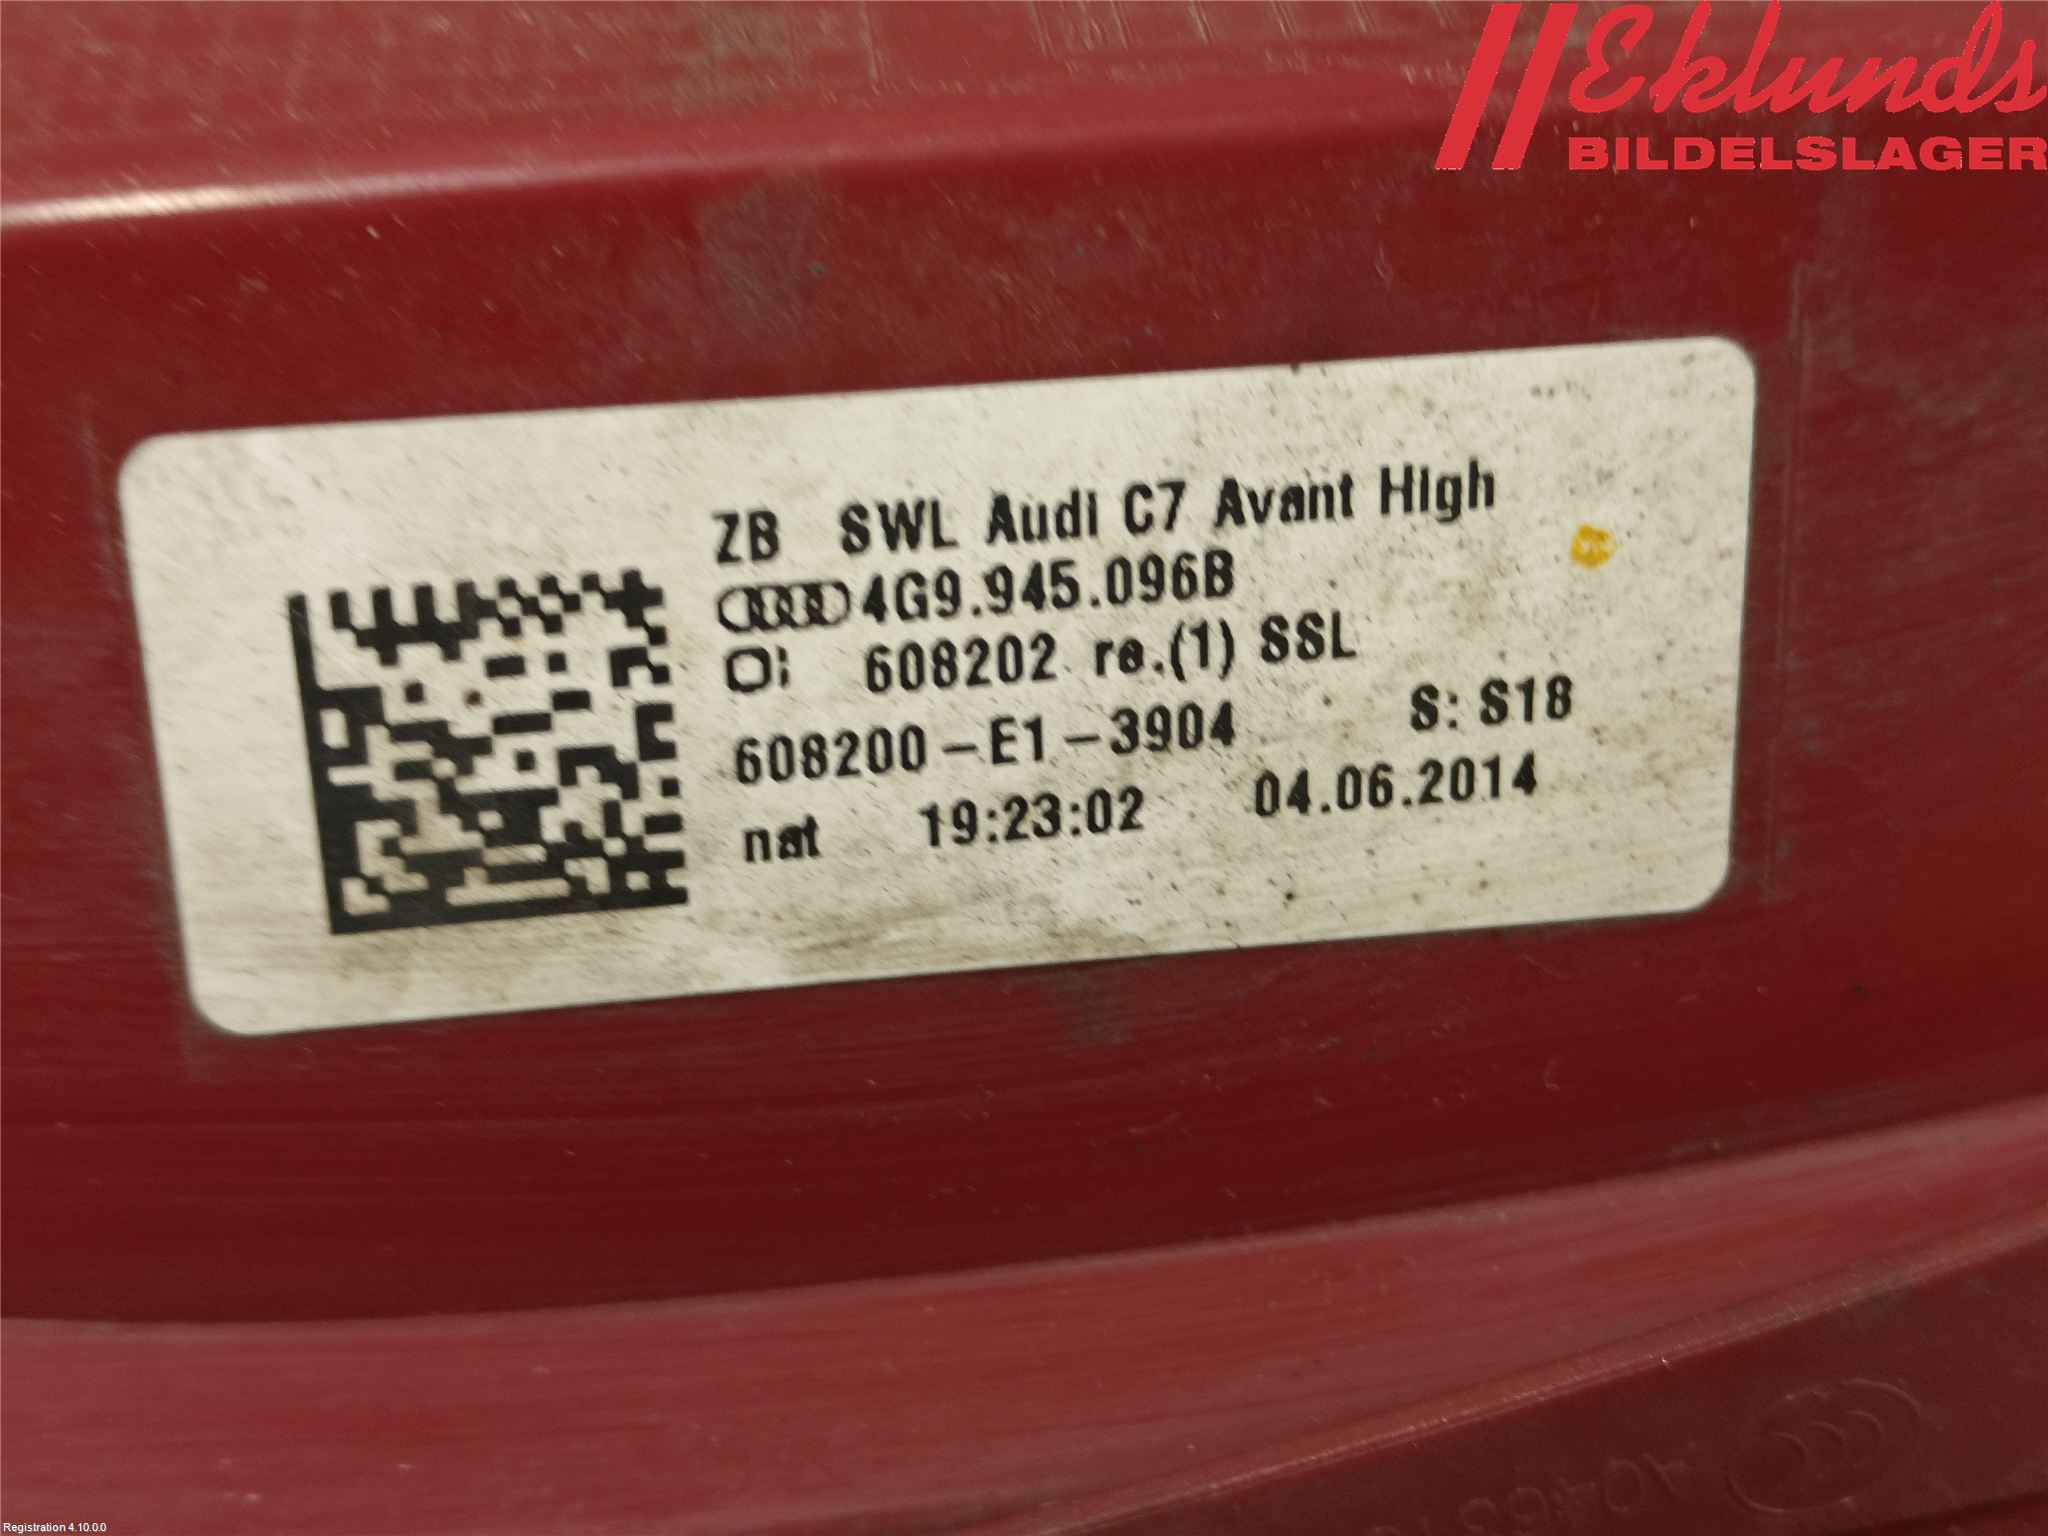 Eklunds
BILDELSLAGER
ZB SWL Audi C7 Avant High
4G9.945.096B
608202 re.(1) SSL
608200-E1-3904 S: S18
nat 19:23:02 04.06.2014
Registration 4.10.0.0